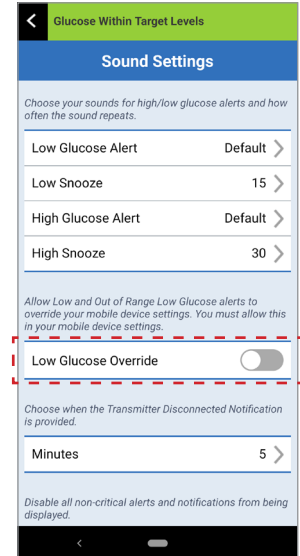 Glucose Within Target Levels
Sound Settings
Choose your sounds for high/low glucose alerts and how
often the sound repeats.
Low Glucose Alert Default
Low Snooze 15
High Glucose Alert Default
High Snooze 30
Allow Low and Out of Range Low Glucose alerts to
override your mobile device settings. You must allow this
in your mobile device settings.
Low Glucose Override
Choose when the Transmitter Disconnected Notification
is provided.
Minutes 5
Disable all non-critical alerts and notifications from being
displayed.